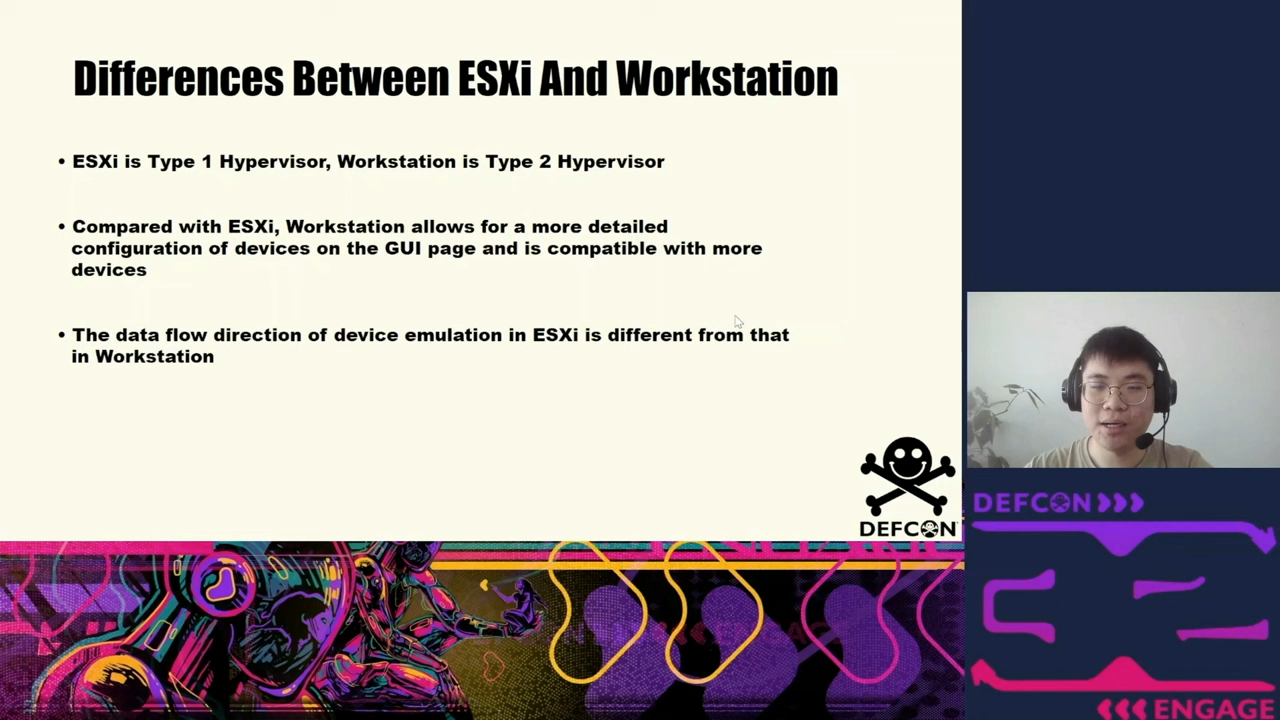 Differences Between ESXi And Workstation
• ESXi is Type 1 Hypervisor, Workstation is Type 2 Hypervisor
• Compared with ESXi, Workstation allows for a more detailed
configuration of devices on the GUI page and is compatible with more
devices
• The data flow direction of device emulation in ESXi is different from that
in Workstation
DEFCON
DEFCON
ENGAGE